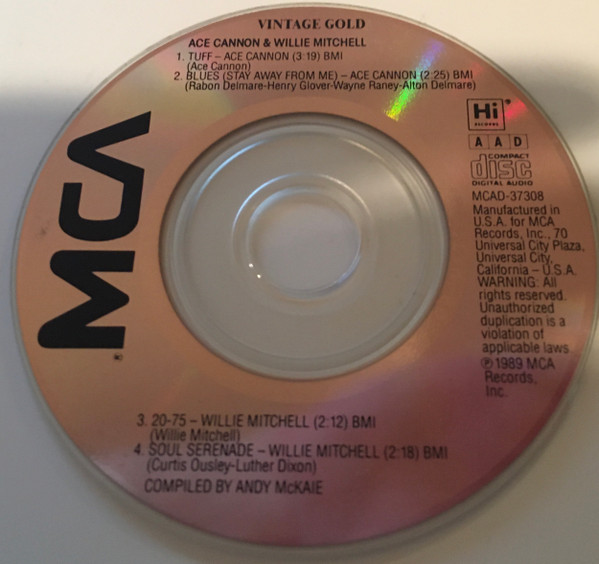 VINTAGE GOLD
ACE CANNON & WILLIE MITCHELL
1. TUFF – ACE CANNON (3:19) BMI
(Ace Cannon)
2. BLUES (STAY AWAY FROM ME) – ACE CANNON (2:25) BMI
(Rabon Delmare-Henry Glover-Wayne Raney-Alton Delmare)
MCA
®
Hi
RECORDS
®
A A D
COMPACT
disc
DIGITAL AUDIO
MCAD-37308
Manufactured in
U.S.A. for MCA
Records, Inc., 70
Universal City Plaza,
Universal City,
California – U.S.A.
WARNING: All
rights reserved.
Unauthorized
duplication is a
violation of
applicable laws.
℗ 1989 MCA
Records,
Inc.
3. 20-75 – WILLIE MITCHELL (2:12) BMI
(Willie Mitchell)
4. SOUL SERENADE – WILLIE MITCHELL (2:18) BMI
(Curtis Ousley-Luther Dixon)
COMPILED BY ANDY McKAIE